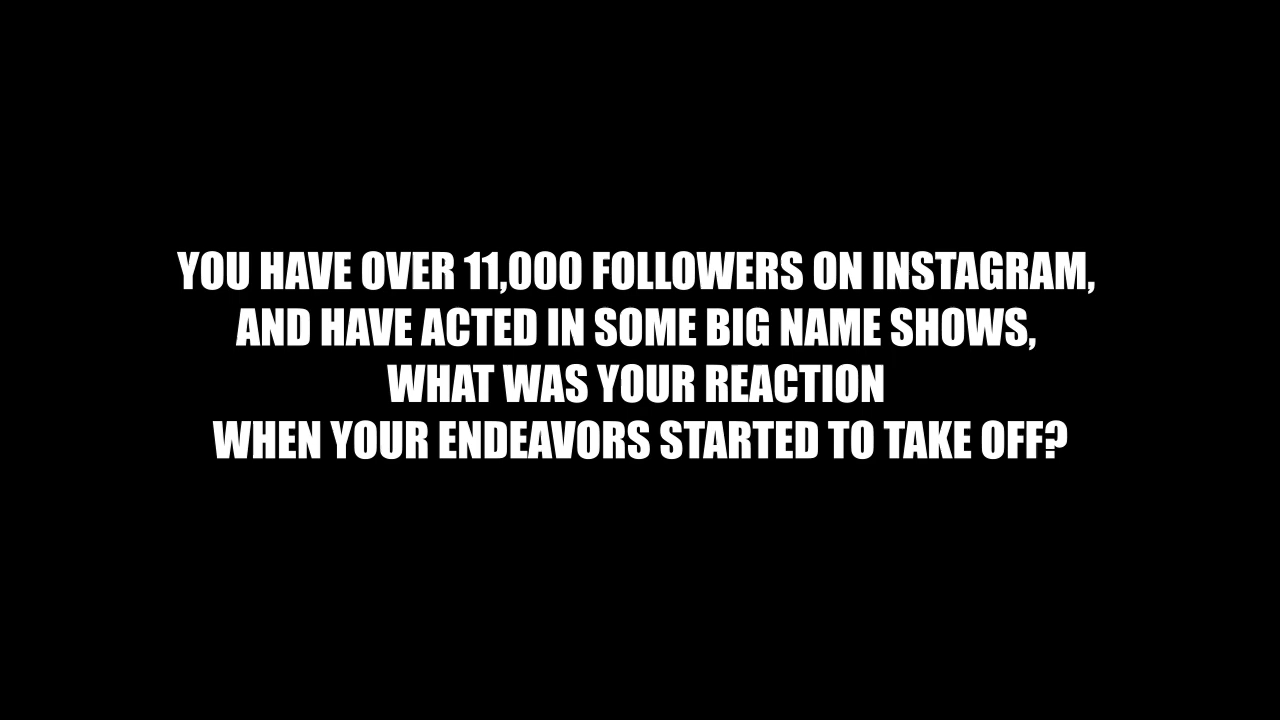 YOU HAVE OVER 11,000 FOLLOWERS ON INSTAGRAM,
AND HAVE ACTED IN SOME BIG NAME SHOWS,
WHAT WAS YOUR REACTION
WHEN YOUR ENDEAVORS STARTED TO TAKE OFF?